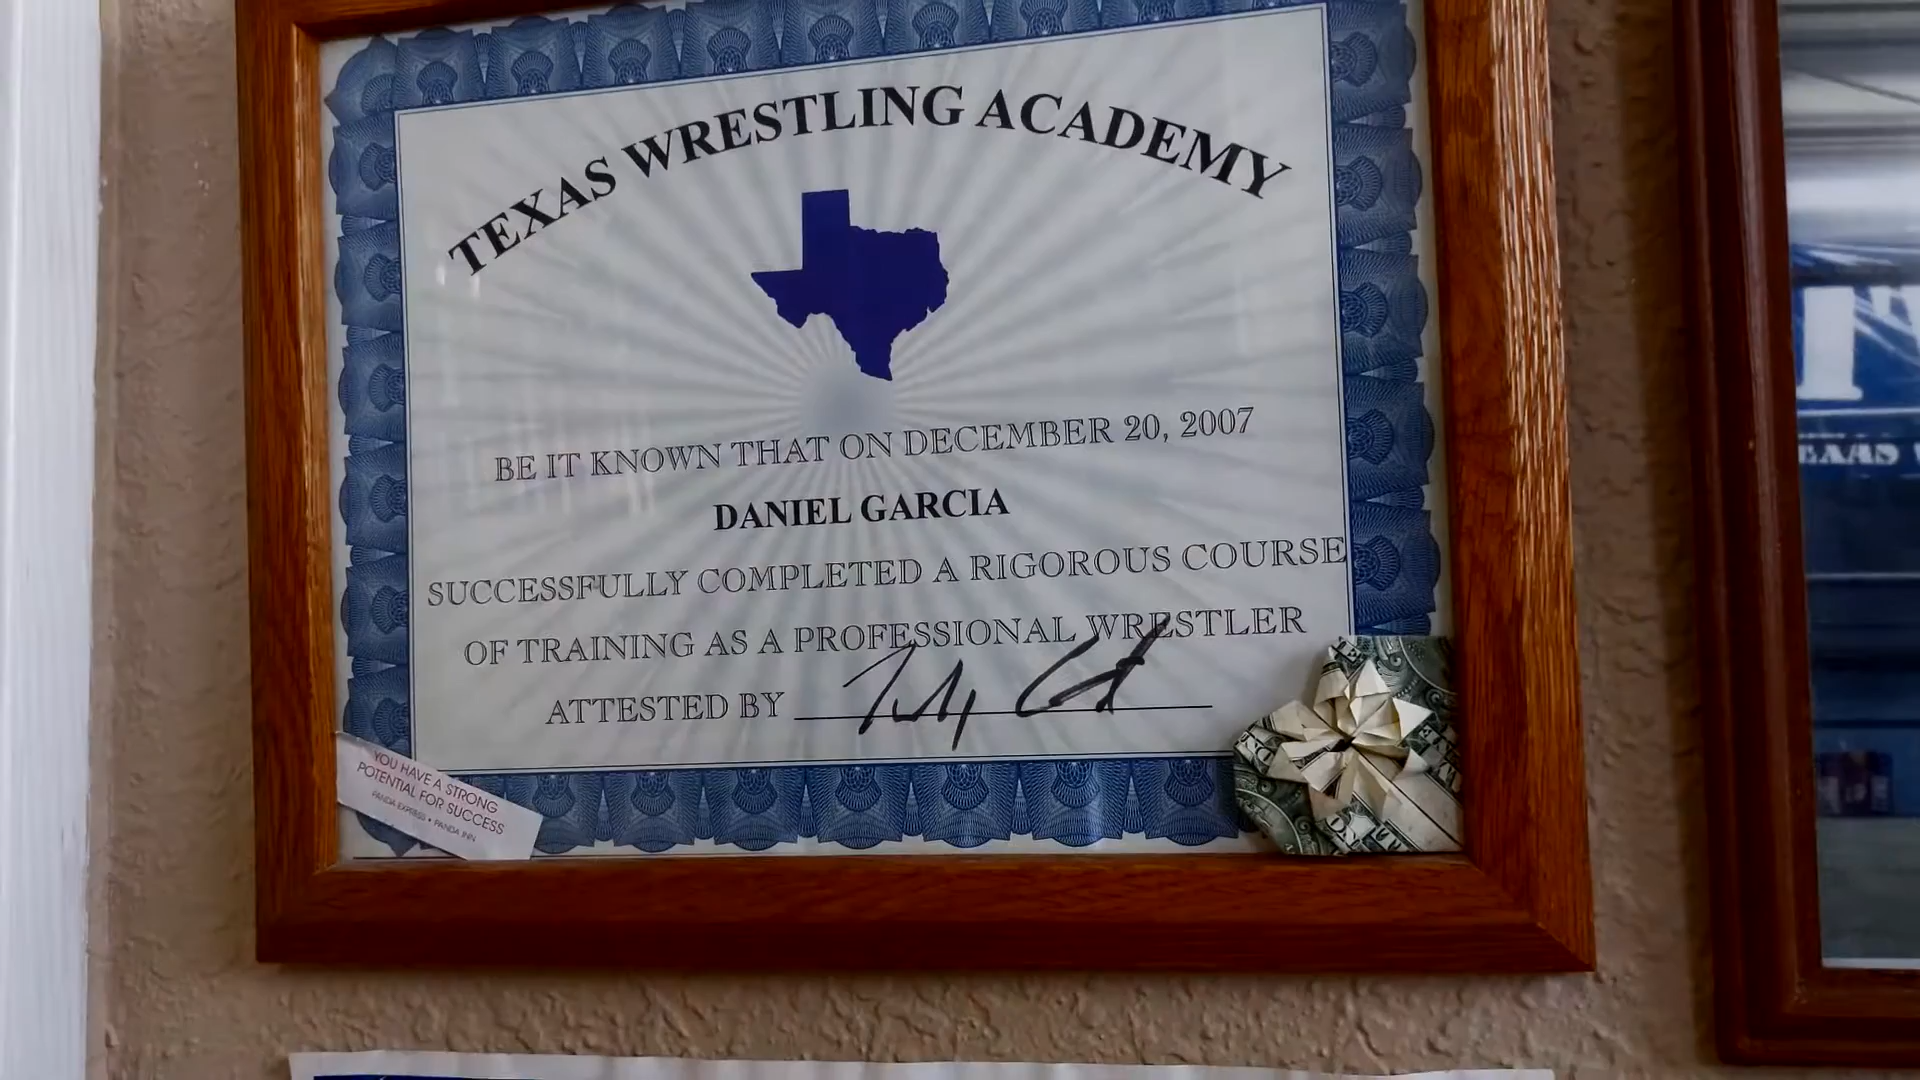 TEXAS WRESTLING ACADEMY
BE IT KNOWN THAT ON DECEMBER 20, 2007
DANIEL GARCIA
SUCCESSFULLY COMPLETED A RIGOROUS COURSE
OF TRAINING AS A PROFESSIONAL WRESTLER
ATTESTED BY
YOU HAVE A STRONG
POTENTIAL FOR SUCCESS
PANDA EXPRESS • PANDA INN
EXAS